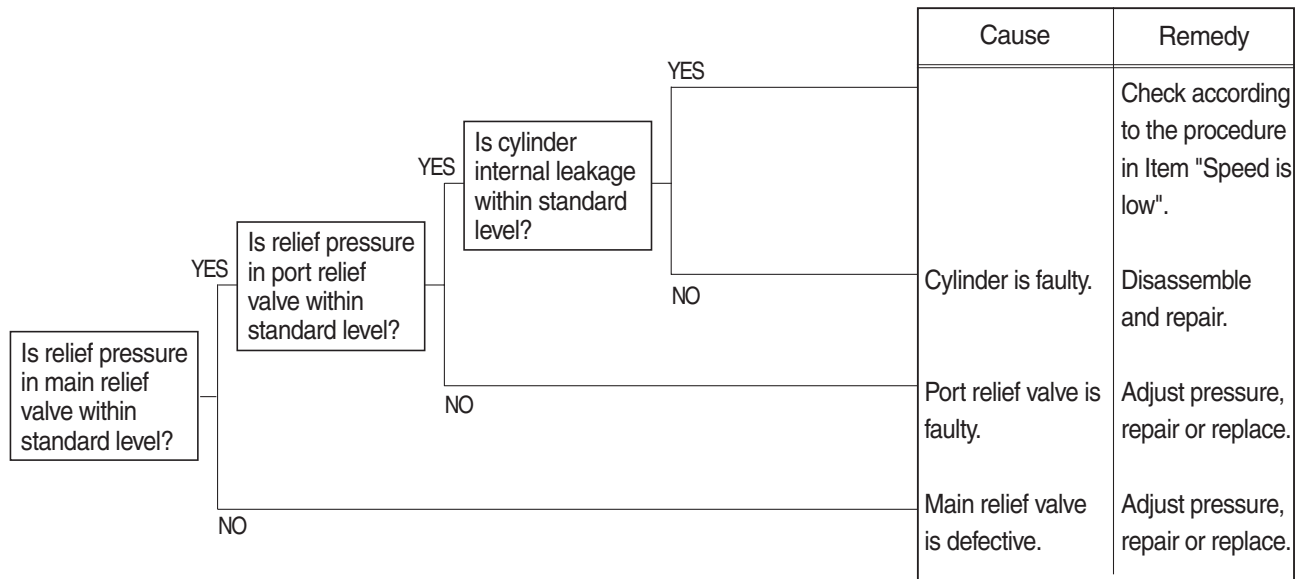 Cause
Remedy
YES
Check according
to the procedure
in Item "Speed is
low".
Is cylinder
internal leakage
within standard
level?
YES
Is relief pressure
in port relief
valve within
standard level?
YES
NO
Cylinder is faulty.
Disassemble
and repair.
Is relief pressure
in main relief
valve within
standard level?
NO
Port relief valve is
faulty.
Adjust pressure,
repair or replace.
NO
Main relief valve
is defective.
Adjust pressure,
repair or replace.